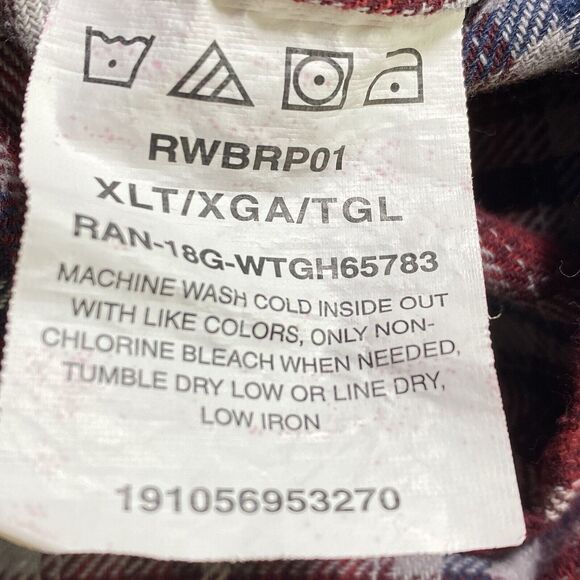 RWBRP01
XLT/XGA/TGL
RAN-18G-WTGH65783
MACHINE WASH COLD INSIDE OUT
WITH LIKE COLORS, ONLY NON-
CHLORINE BLEACH WHEN NEEDED,
TUMBLE DRY LOW OR LINE DRY,
LOW IRON
191056953270